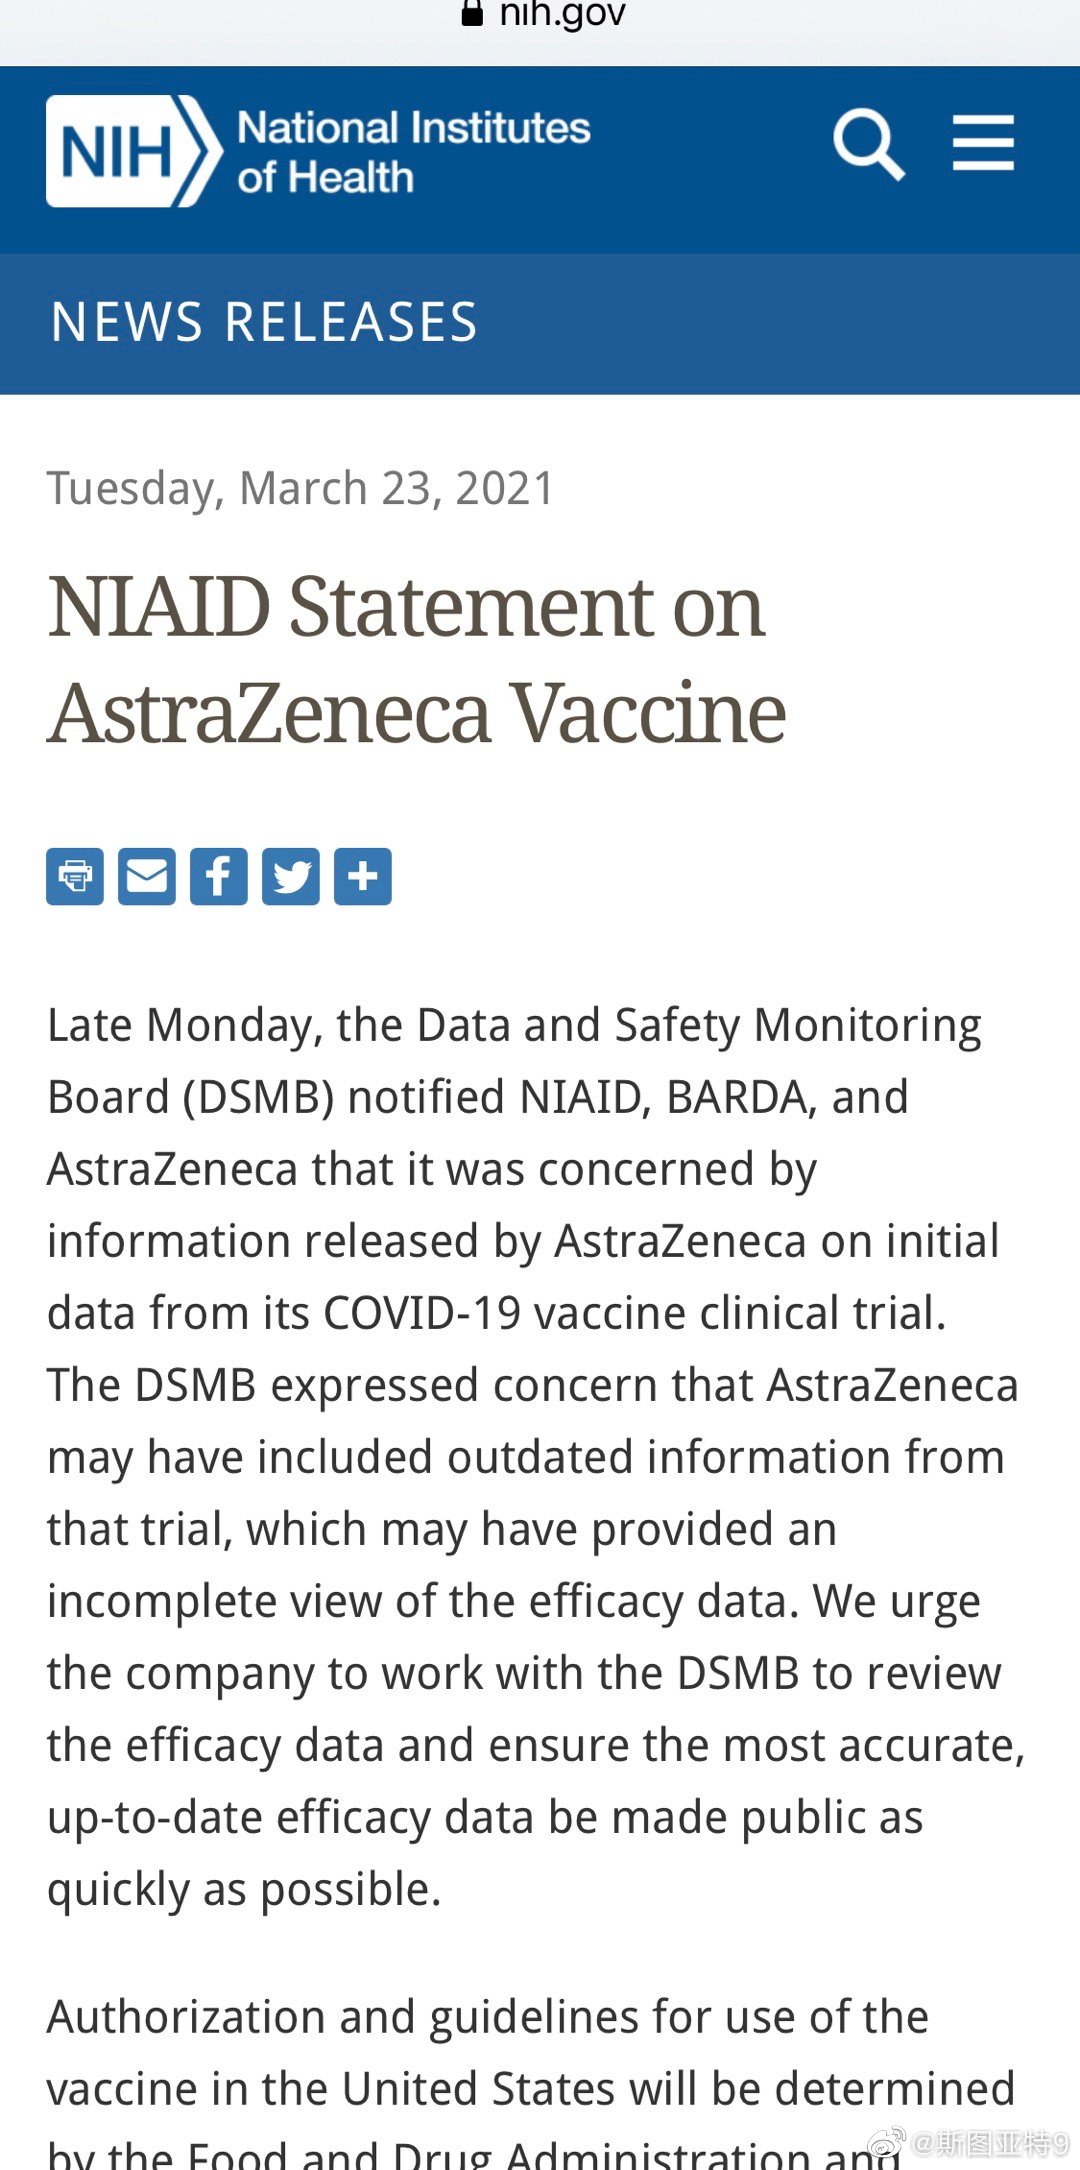 nih.gov
NIH
National Institutes
of Health
NEWS RELEASES
Tuesday, March 23, 2021
NIAID Statement on
AstraZeneca Vaccine
Late Monday, the Data and Safety Monitoring
Board (DSMB) notified NIAID, BARDA, and
AstraZeneca that it was concerned by
information released by AstraZeneca on initial
data from its COVID-19 vaccine clinical trial.
The DSMB expressed concern that AstraZeneca
may have included outdated information from
that trial, which may have provided an
incomplete view of the efficacy data. We urge
the company to work with the DSMB to review
the efficacy data and ensure the most accurate,
up-to-date efficacy data be made public as
quickly as possible.
Authorization and guidelines for use of the
vaccine in the United States will be determined
by the Food and Drug Administration and
@斯图亚特9